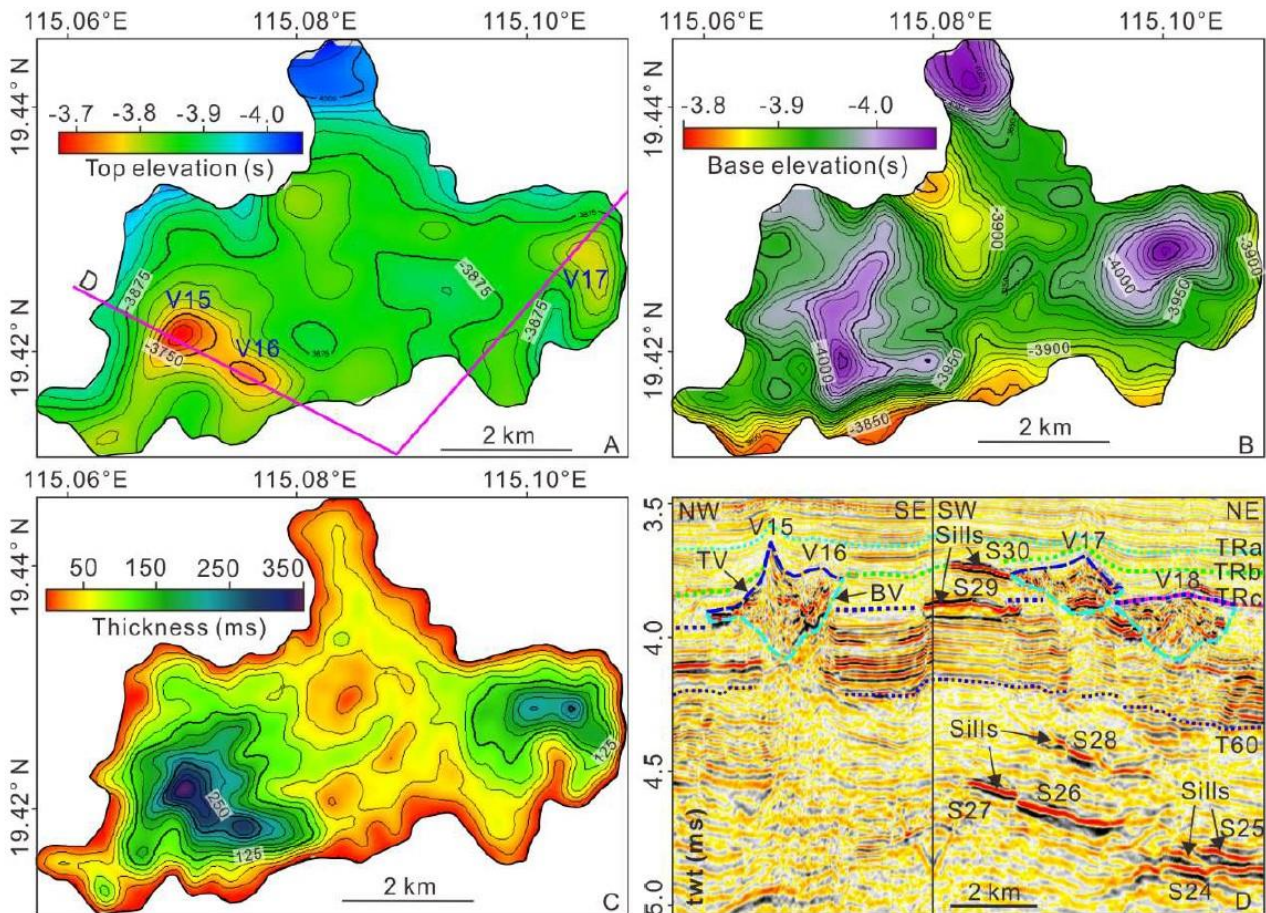 115.06°E 115.08°E 115.10°E
19.44° N
19.42° N
-3.7 -3.8 -3.9 -4.0
Top elevation (s)
-3875
-3875
-3875
-3875
-3750
3875
3875
4000
D
V15
V16
V17
2 km
A
115.06°E 115.08°E 115.10°E
19.44° N
19.42° N
-3.8 -3.9 -4.0
Base elevation(s)
-3900
-3900
-3900
-4000
-3950
-4000
-3950
-3850
2 km
B
115.06°E 115.08°E 115.10°E
19.44° N
19.42° N
50 150 250 350
Thickness (ms)
250
125
125
2 km
C
3.5
4.0
4.5
5.0
twt (ms)
NW SE SW NE
V15
Sills
V17
TRa
V16
S30
TRb
TV
S29
V18
TRc
BV
Sills
S28
T60
S27
S26
Sills
S25
S24
2 km
D